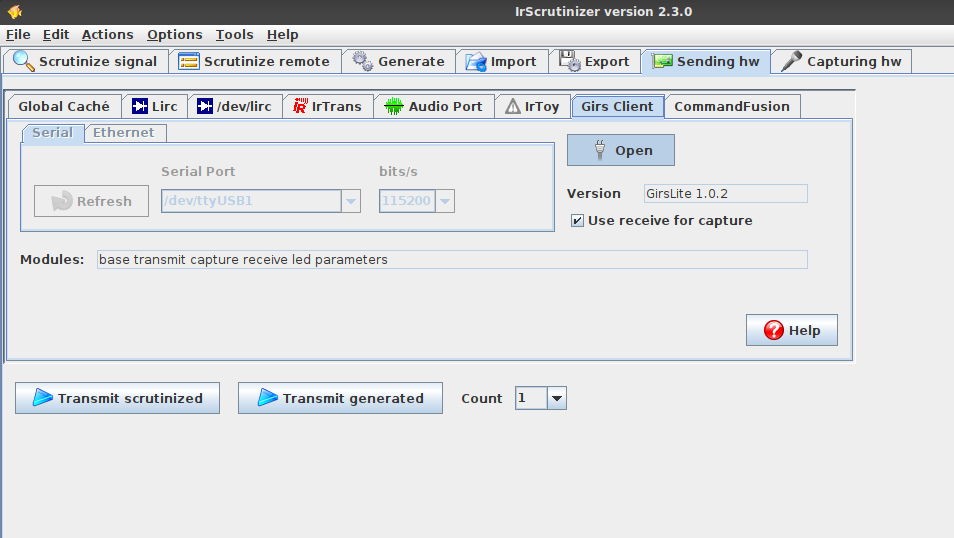 IrScrutinizer version 2.3.0
File Edit Actions Options Tools Help
Scrutinize signal Scrutinize remote Generate Import Export Sending hw Capturing hw
Global Caché Lirc /dev/lirc IrTrans Audio Port IrToy Girs Client CommandFusion
Serial Ethernet
Open
Serial Port bits/s
Refresh /dev/ttyUSB1 115200
Version GirsLite 1.0.2
Use receive for capture
Modules: base transmit capture receive led parameters
Help
Transmit scrutinized Transmit generated Count 1